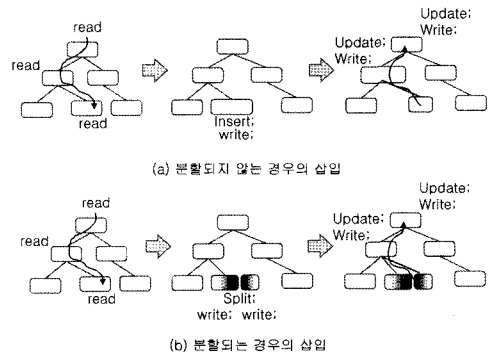 read
read
read
Insert;
write;
Update;
Write;
Update;
Write;
(a) 분할되지 않는 경우의 삽입
read
read
read
Split;
write; write;
Update;
Write;
Update;
Write;
(b) 분할되는 경우의 삽입